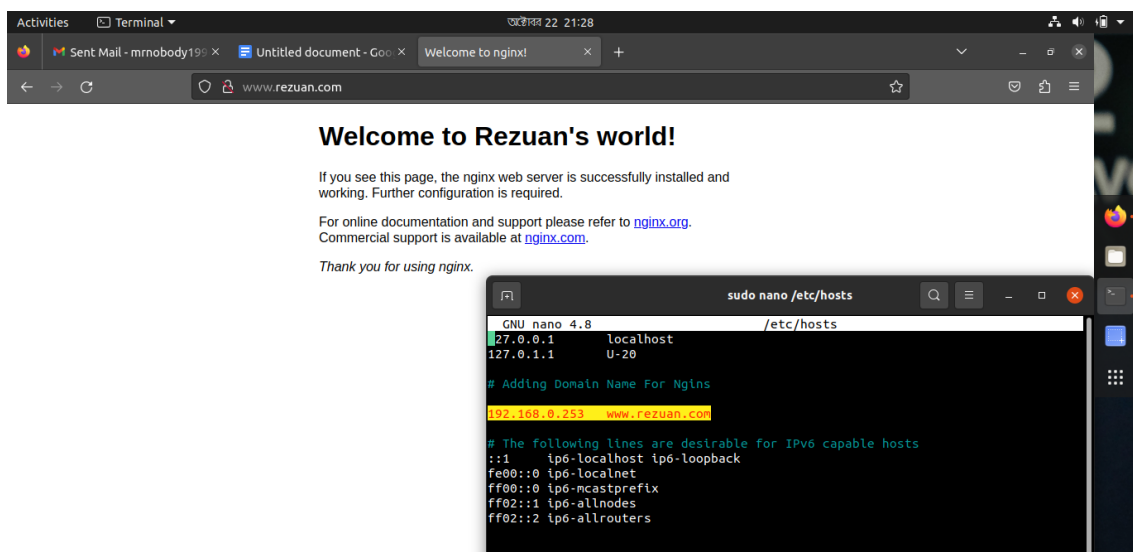 Activities Terminal
অক্টোবর 22 21:28
Sent Mail - mrnobody199 Untitled document - Goo Welcome to nginx!
www.rezuan.com
Welcome to Rezuan's world!
If you see this page, the nginx web server is successfully installed and
working. Further configuration is required.
For online documentation and support please refer to nginx.org.
Commercial support is available at nginx.com.
Thank you for using nginx.
sudo nano /etc/hosts
GNU nano 4.8 /etc/hosts
27.0.0.1 localhost
127.0.1.1 U-20
# Adding Domain Name For Ngins
192.168.0.253 www.rezuan.com
# The following lines are desirable for IPv6 capable hosts
::1 ip6-localhost ip6-loopback
fe00::0 ip6-localnet
ff00::0 ip6-mcastprefix
ff02::1 ip6-allnodes
ff02::2 ip6-allrouters